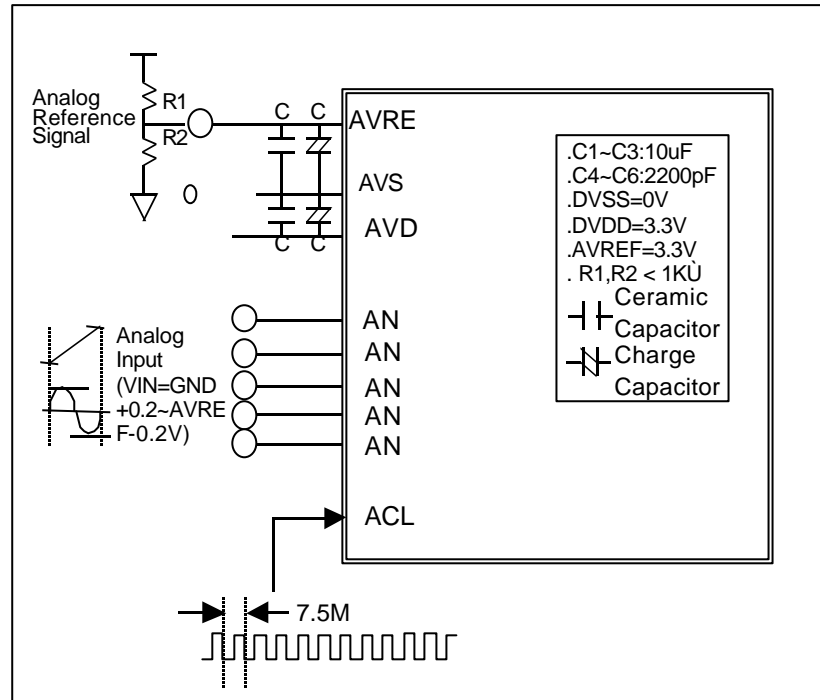 Analog
Reference
Signal
R1
R2
0
C C
C C
AVRE
AVS
AVD
.C1~C3:10uF
.C4~C6:2200pF
.DVSS=0V
.DVDD=3.3V
.AVREF=3.3V
. R1,R2 < 1KÙ
Ceramic
Capacitor
Charge
Capacitor
Analog
Input
(VIN=GND
+0.2~AVRE
F-0.2V)
AN
AN
AN
AN
AN
ACL
7.5M